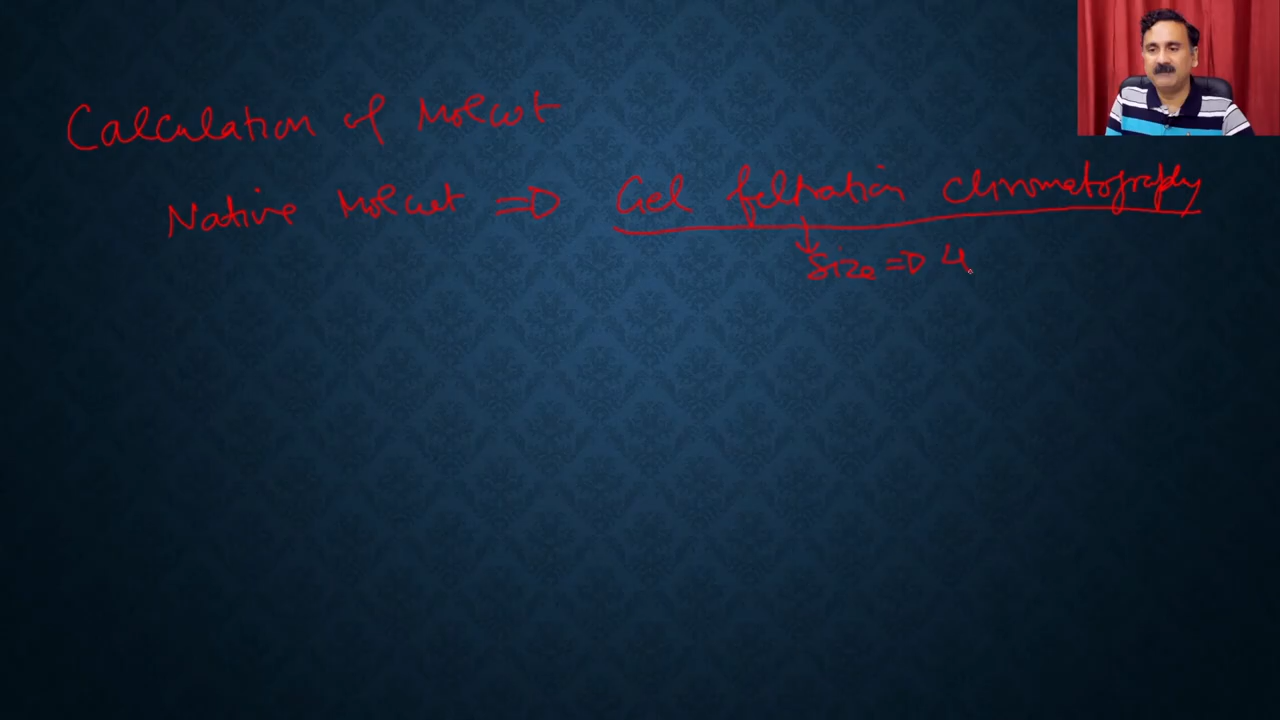 Calculation of Molwt
Native Molwt => Gel filtration chromatography
Size => 4